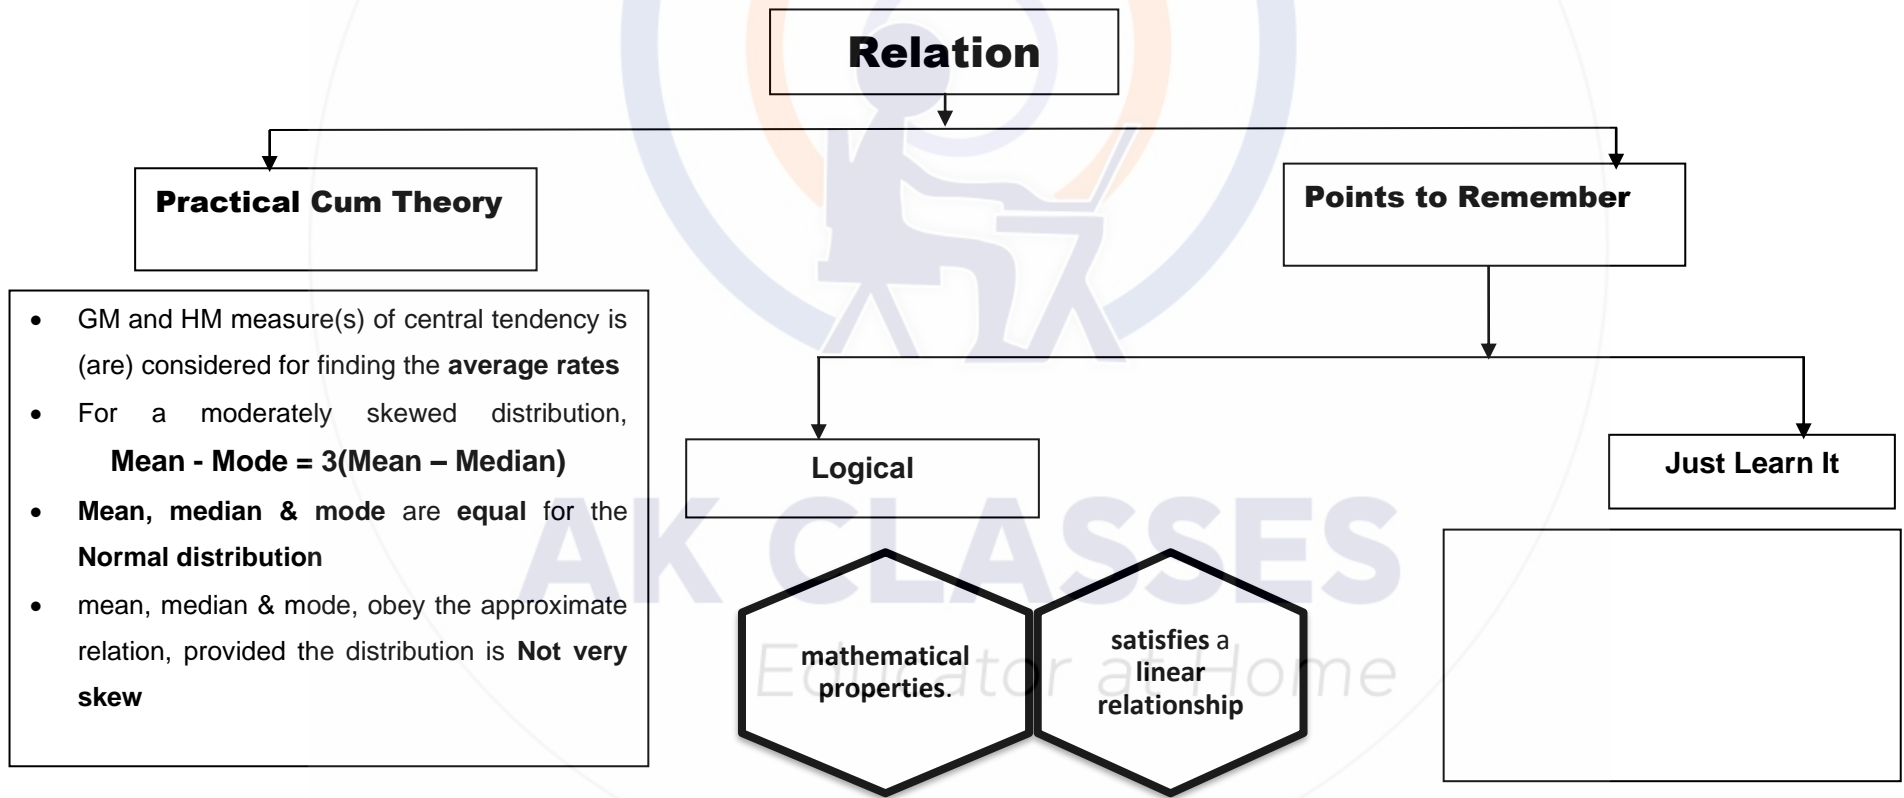 Relation
Practical Cum Theory
Points to Remember
• GM and HM measure(s) of central tendency is
(are) considered for finding the average rates
• For a moderately skewed distribution,
Mean - Mode = 3(Mean – Median)
• Mean, median & mode are equal for the
Normal distribution
• mean, median & mode, obey the approximate
relation, provided the distribution is Not very
skew
Logical
Just Learn It
mathematical
properties.
satisfies a
linear
relationship
AK CLASSES
Educator at Home